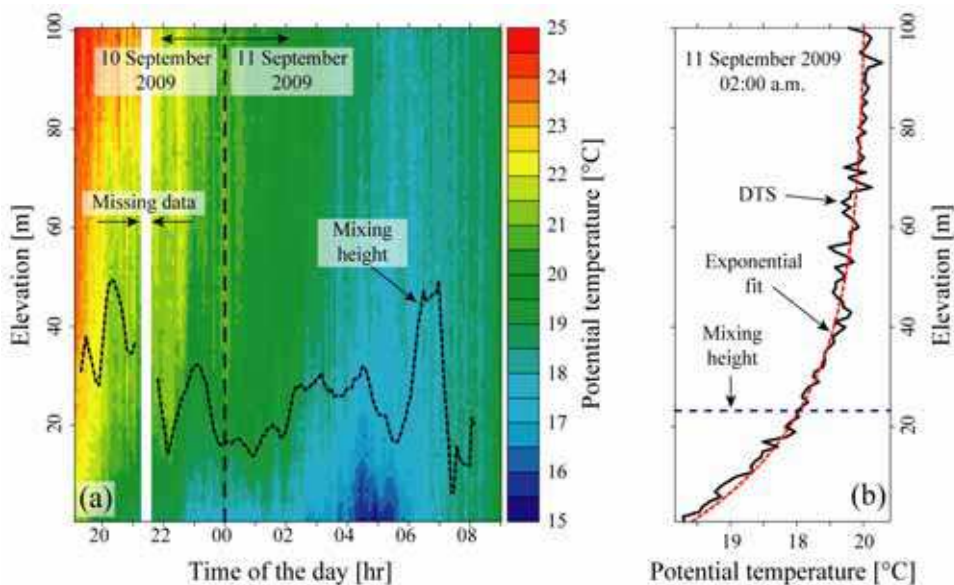 100
80
60
40
20
Elevation [m]
10 September
2009
11 September
2009
Missing data
Mixing
height
(a)
20
22
00
02
04
06
08
Time of the day [hr]
25
24
23
22
21
20
19
18
17
16
15
Potential temperature [°C]
11 September 2009
02:00 a.m.
DTS
Exponential
fit
Mixing
height
(b)
100
80
60
40
20
Elevation [m]
19
18
20
Potential temperature [°C]